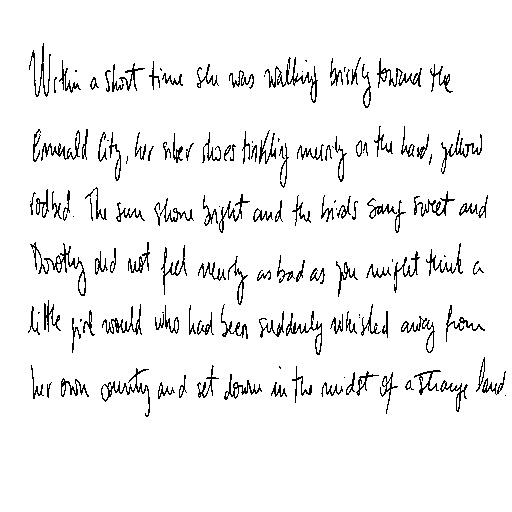 Within a short time she was walking briskly toward the
Emerald City, her silver shoes tinkling merrily on the hard, yellow
roadbed. The sun shone bright and the birds sang sweet and
Dorothy did not feel nearly as bad as you might think a
little girl would who had been suddenly whisked away from
her own country and set down in the midst of a strange land.